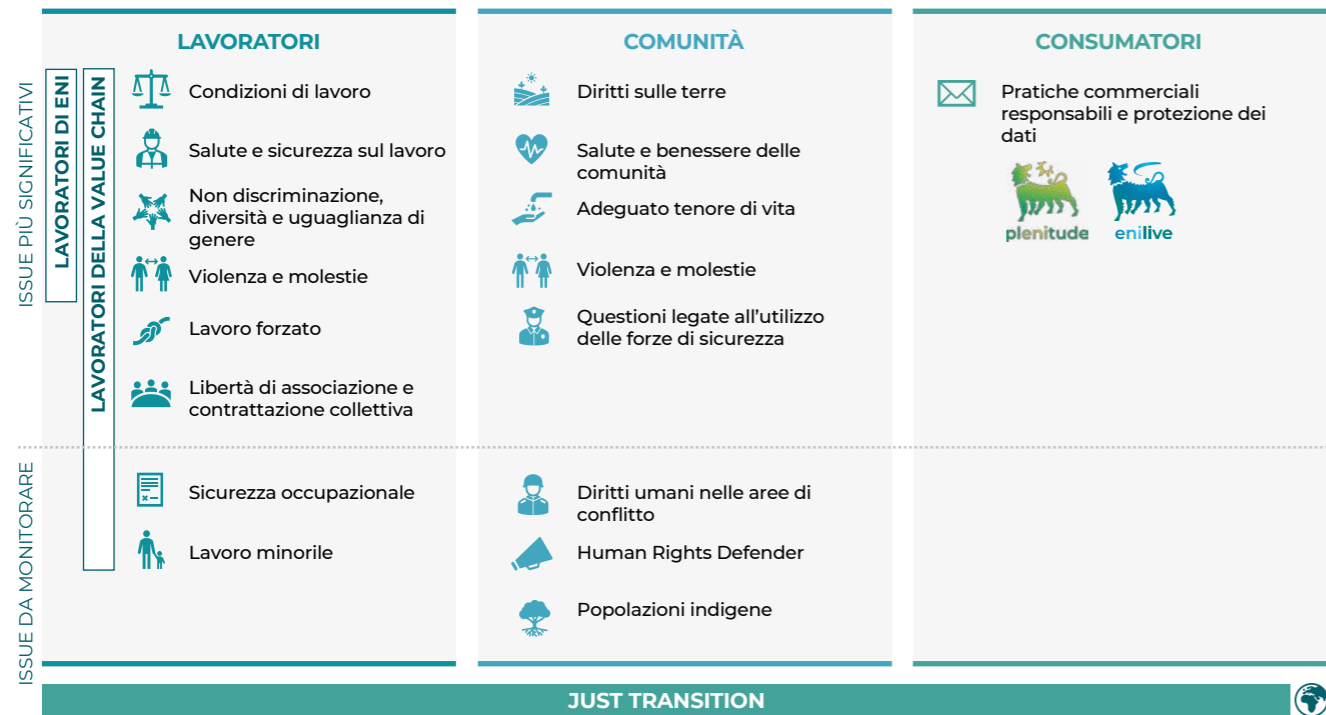 ISSUE PIÙ SIGNIFICATIVI
LAVORATORI DI ENI
LAVORATORI DELLA VALUE CHAIN
LAVORATORI
Condizioni di lavoro
Salute e sicurezza sul lavoro
Non discriminazione,
diversità e uguaglianza di
genere
Violenza e molestie
Lavoro forzato
Libertà di associazione e
contrattazione collettiva
COMUNITÀ
Diritti sulle terre
Salute e benessere delle
comunità
Adeguato tenore di vita
Violenza e molestie
Questioni legate all'utilizzo
delle forze di sicurezza
CONSUMATORI
Pratiche commerciali
responsabili e protezione dei
dati
plenitude
enilive
ISSUE DA MONITORARE
Sicurezza occupazionale
Lavoro minorile
Diritti umani nelle aree di
conflitto
Human Rights Defender
Popolazioni indigene
JUST TRANSITION